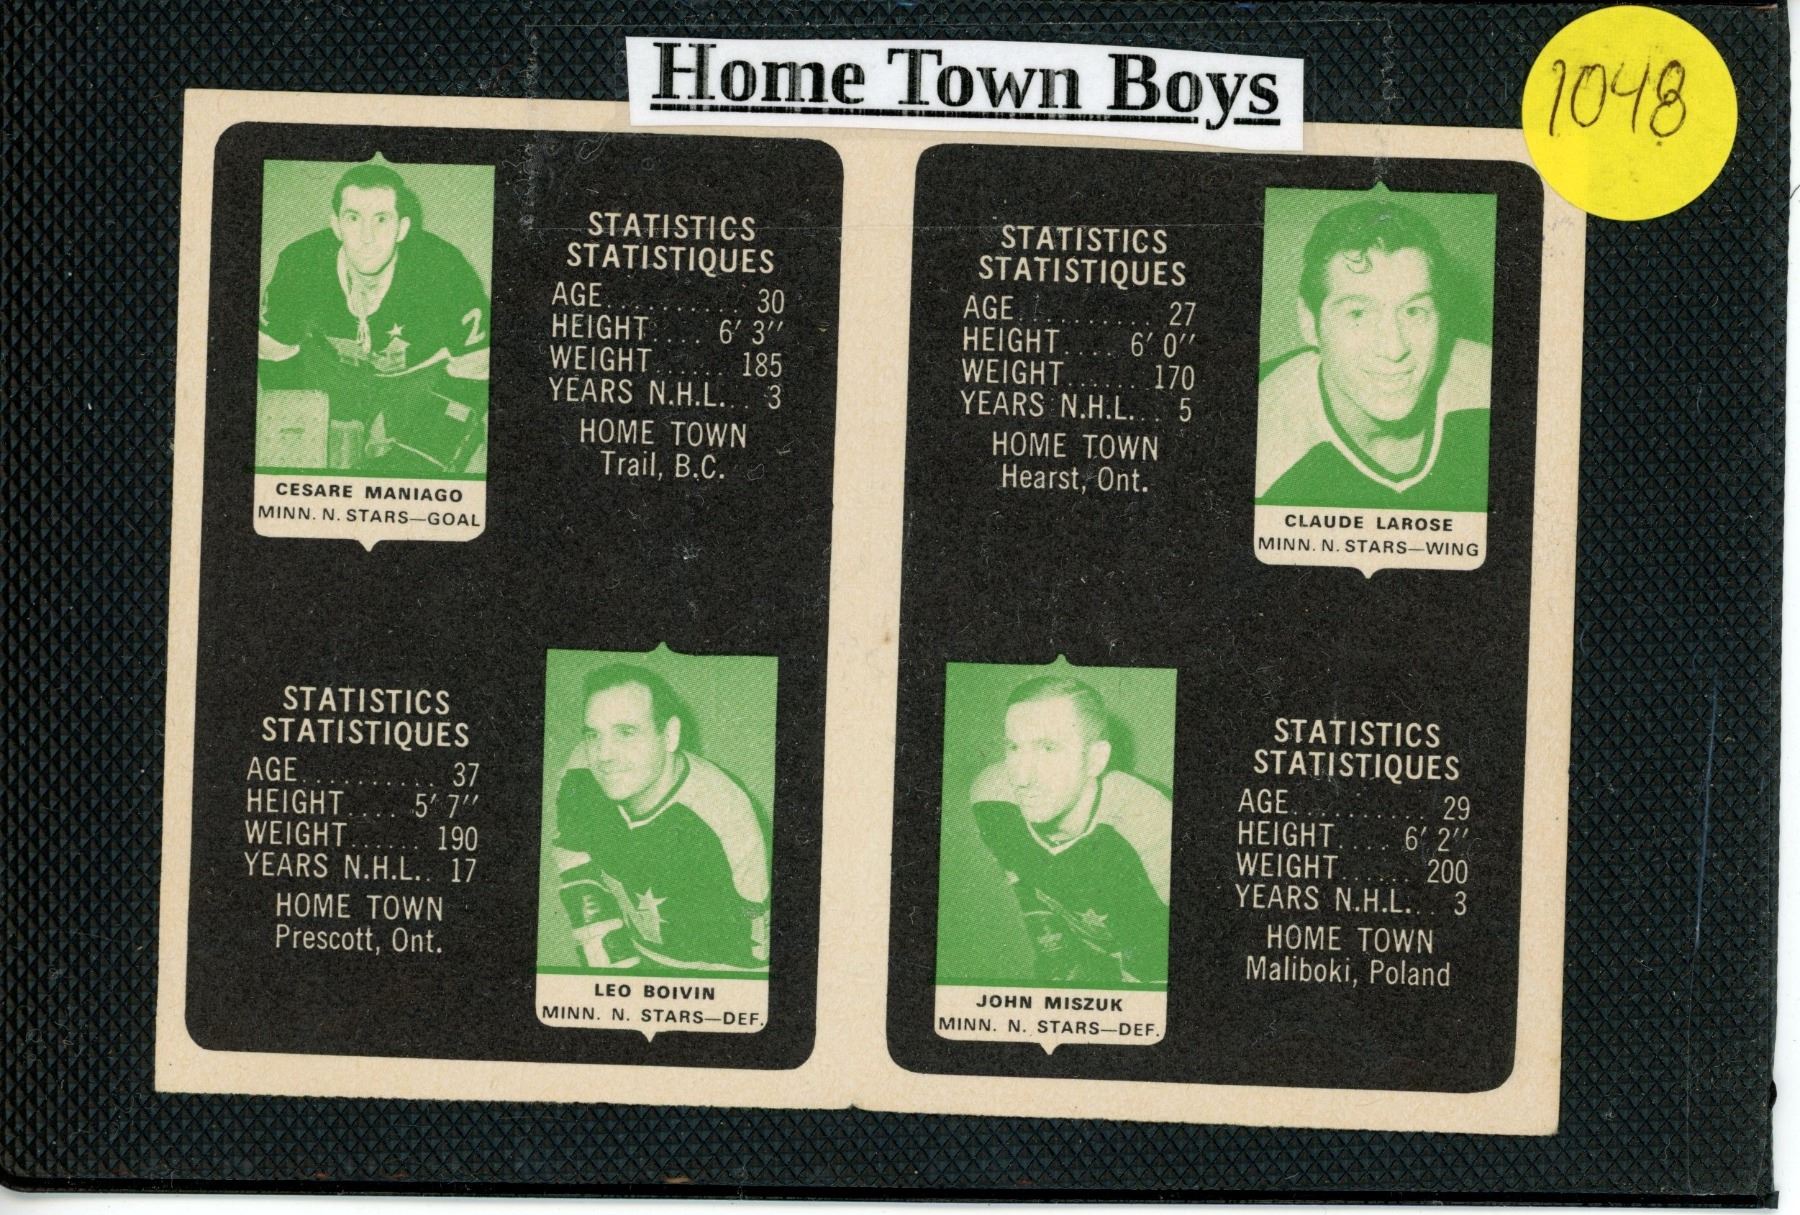 Home Town Boys
1048
STATISTICS
STATISTIQUES
AGE.......... 30
HEIGHT.... 6' 3"
WEIGHT...... 185
YEARS N.H.L... 3
HOME TOWN
Trail, B.C.
2
CESARE MANIAGO
MINN. N. STARS—GOAL
STATISTICS
STATISTIQUES
AGE.......... 27
HEIGHT.... 6' 0"
WEIGHT...... 170
YEARS N.H.L... 5
HOME TOWN
Hearst, Ont.
CLAUDE LAROSE
MINN. N. STARS—WING
STATISTICS
STATISTIQUES
AGE.......... 37
HEIGHT.... 5' 7"
WEIGHT...... 190
YEARS N.H.L.. 17
HOME TOWN
Prescott, Ont.
LEO BOIVIN
MINN. N. STARS—DEF.
JOHN MISZUK
MINN. N. STARS—DEF.
STATISTICS
STATISTIQUES
AGE.......... 29
HEIGHT.... 6' 2"
WEIGHT...... 200
YEARS N.H.L... 3
HOME TOWN
Maliboki, Poland